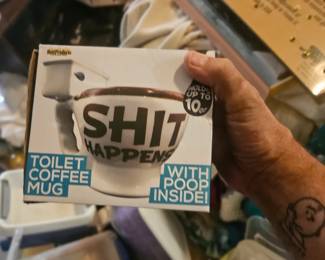 HOLDS
UP TO
10oz
SHIT
HAPPENS
TOILET
COFFEE
MUG
WITH
POOP
INSIDE!